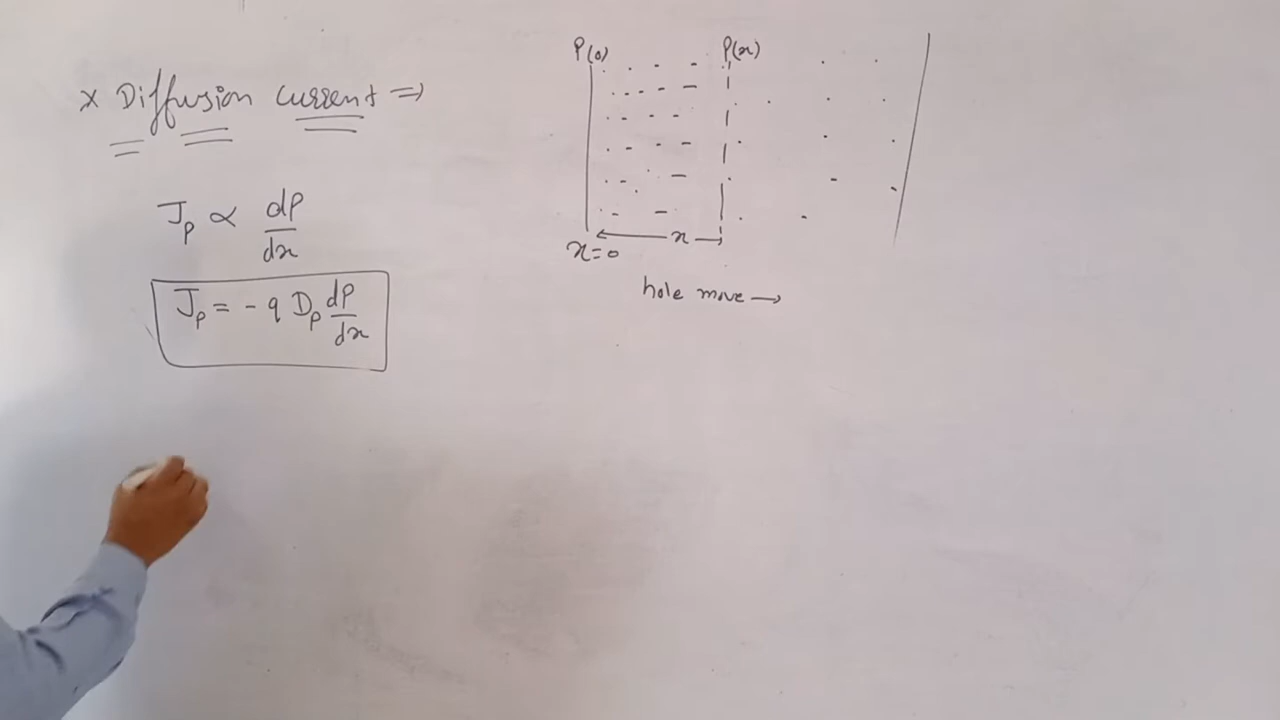 x Diffusion Current ⇒
Jp ∝ dP/dx
Jp = - q Dp dP/dx
P(0) P(x)
x
x=0
hole move →